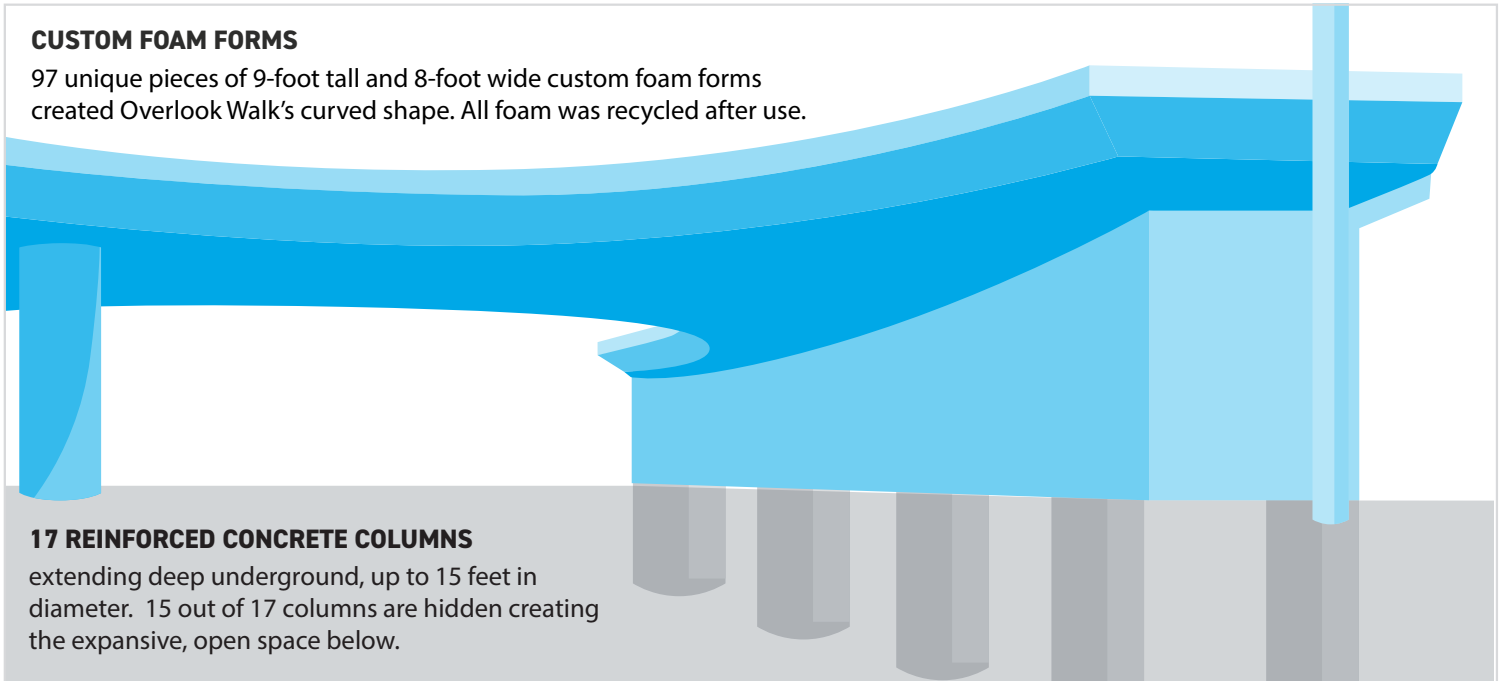 CUSTOM FOAM FORMS
97 unique pieces of 9-foot tall and 8-foot wide custom foam forms
created Overlook Walk's curved shape. All foam was recycled after use.
17 REINFORCED CONCRETE COLUMNS
extending deep underground, up to 15 feet in
diameter.  15 out of 17 columns are hidden creating
the expansive, open space below.